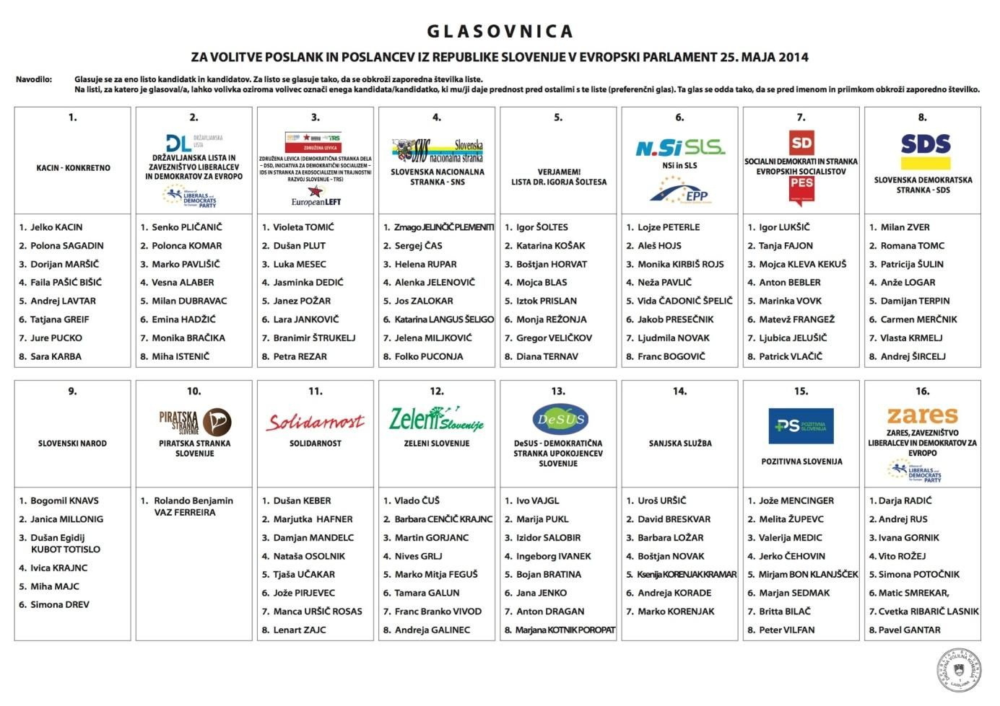 GLASOVNICA
ZA VOLITVE POSLANK IN POSLANCEV IZ REPUBLIKE SLOVENIJE V EVROPSKI PARLAMENT 25. MAJA 2014
Navodilo: Glasuje se za eno listo kandidatk in kandidatov. Za listo se glasuje tako, da se obkroži zaporedna številka liste.
Na listi, za katero je glasoval/a, lahko volivka oziroma volivec označi enega kandidata/kandidatko, ki mu/ji daje prednost pred ostalimi s te liste (preferenčni glas). Ta glas se odda tako, da se pred imenom in priimkom obkroži zaporedno številko.
1.
KACIN - KONKRETNO
1. Jelko KACIN
2. Polona SAGADIN
3. Dorijan MARŠIČ
4. Faila PAŠIĆ BIŠIĆ
5. Andrej LAVTAR
6. Tatjana GREIF
7. Jure PUCKO
8. Sara KARBA
2.
DL DRŽAVLJANSKA
LISTA
DRŽAVLJANSKA LISTA IN
ZAVEZNIŠTVO LIBERALCEV
IN DEMOKRATOV ZA EVROPO
Alliance of
LIBERALS and
DEMOCRATS
for Europe PARTY
1. Senko PLIČANIČ
2. Polonca KOMAR
3. Marko PAVLIŠIČ
4. Vesna ALABER
5. Milan DUBRAVAC
6. Emina HADŽIĆ
7. Monika BRAČIKA
8. Miha ISTENIČ
3.
TRS
ZDRUŽENA LEVICA
ZDRUŽENA LEVICA (DEMOKRATIČNA STRANKA DELA
– DSD, INICIATIVA ZA DEMOKRATIČNI SOCIALIZEM –
IDS IN STRANKA ZA EKOSOCIALIZEM IN TRAJNOSTNI
RAZVOJ SLOVENIJE – TRS)
EuropeanLEFT
1. Violeta TOMIĆ
2. Dušan PLUT
3. Luka MESEC
4. Jasminka DEDIĆ
5. Janez POŽAR
6. Lara JANKOVIČ
7. Branimir ŠTRUKELJ
8. Petra REZAR
4.
SNS Slovenska
nacionalna stranka
SLOVENSKA NACIONALNA
STRANKA - SNS
1. Zmago JELINČIČ PLEMENITI
2. Sergej ČAS
3. Helena RUPAR
4. Alenka JELENOVIČ
5. Jos ZALOKAR
6. Katarina LANGUS ŠELIGO
7. Jelena MILJKOVIĆ
8. Folko PUCONJA
5.
VERJAMEM!
LISTA DR. IGORJA ŠOLTESA
1. Igor ŠOLTES
2. Katarina KOŠAK
3. Boštjan HORVAT
4. Mojca BLAS
5. Iztok PRISLAN
6. Monja REŽONJA
7. Gregor VELIČKOV
8. Diana TERNAV
6.
N.Si SLS.
NSi in SLS
EPP
1. Lojze PETERLE
2. Aleš HOJS
3. Monika KIRBIŠ ROJS
4. Neža PAVLIČ
5. Vida ČADONIČ ŠPELIČ
6. Jakob PRESEČNIK
7. Ljudmila NOVAK
8. Franc BOGOVIČ
7.
SD
SOCIALNI DEMOKRATI IN STRANKA
EVROPSKIH SOCIALISTOV
PES
1. Igor LUKŠIČ
2. Tanja FAJON
3. Mojca KLEVA KEKUŠ
4. Anton BEBLER
5. Marinka VOVK
6. Matevž FRANGEŽ
7. Ljubica JELUŠIČ
8. Patrick VLAČIČ
8.
SDS
SLOVENSKA DEMOKRATSKA
STRANKA - SDS
1. Milan ZVER
2. Romana TOMC
3. Patricija ŠULIN
4. Anže LOGAR
5. Damijan TERPIN
6. Carmen MERČNIK
7. Vlasta KRMELJ
8. Andrej ŠIRCELJ
9.
SLOVENSKI NAROD
1. Bogomil KNAVS
2. Janica MILLONIG
3. Dušan Egidij
KUBOT TOTISLO
4. Ivica KRAJNC
5. Miha MAJC
6. Simona DREV
10.
PIRATSKA
STRANKA
SLOVENIJE
PIRATSKA STRANKA
SLOVENIJE
1. Rolando Benjamin
VAZ FERREIRA
11.
Solidarnost
SOLIDARNOST
1. Dušan KEBER
2. Marjutka HAFNER
3. Damjan MANDELC
4. Nataša OSOLNIK
5. Tjaša UČAKAR
6. Jože PIRJEVEC
7. Manca URŠIČ ROSAS
8. Lenart ZAJC
12.
Zeleni Slovenije
ZELENI SLOVENIJE
1. Vlado ČUŠ
2. Barbara CENČIČ KRAJNC
3. Martin GORJANC
4. Nives GRLJ
5. Marko Mitja FEGUŠ
6. Tamara GALUN
7. Franc Branko VIVOD
8. Andreja GALINEC
13.
DeSUS
DeSUS - DEMOKRATIČNA
STRANKA UPOKOJENCEV
SLOVENIJE
1. Ivo VAJGL
2. Marija PUKL
3. Izidor SALOBIR
4. Ingeborg IVANEK
5. Bojan BRATINA
6. Jana JENKO
7. Anton DRAGAN
8. Marjana KOTNIK POROPAT
14.
SANJSKA SLUŽBA
1. Uroš URŠIČ
2. David BRESKVAR
3. Barbara LOŽAR
4. Boštjan NOVAK
5. Ksenija KORENJAK KRAMAR
6. Andreja KORADE
7. Marko KORENJAK
15.
PS POZITIVNA
SLOVENIJA
POZITIVNA SLOVENIJA
1. Jože MENCINGER
2. Melita ŽUPEVC
3. Valerija MEDIC
4. Jerko ČEHOVIN
5. Mirjam BON KLANJŠČEK
6. Marjan SEDMAK
7. Britta BILAČ
8. Peter VILFAN
16.
zares
ZARES, ZAVEZNIŠTVO
LIBERALCEV IN DEMOKRATOV ZA
EVROPO
Alliance of
LIBERALS and
DEMOCRATS
for Europe PARTY
1. Darja RADIĆ
2. Andrej RUS
3. Ivana GORNIK
4. Vito ROŽEJ
5. Simona POTOČNIK
6. Matic SMREKAR,
7. Cvetka RIBARIČ LASNIK
8. Pavel GANTAR
REPUBLIKA SLOVENIJA
DRŽAVNA VOLILNA KOMISIJA
1
LJUBLJANA